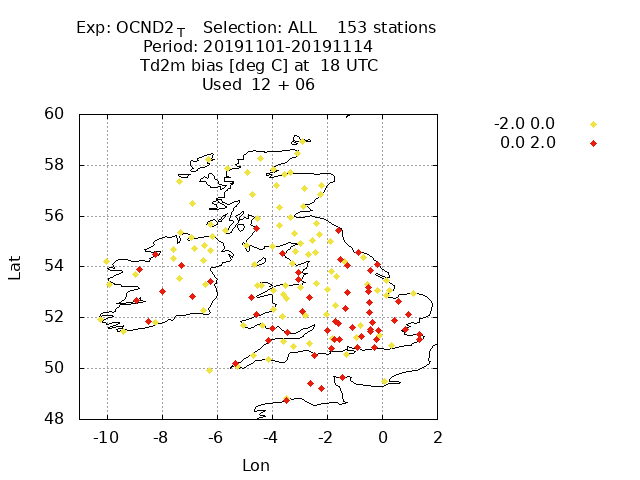 Exp: OCND2_T   Selection: ALL    153 stations
Period: 20191101-20191114
Td2m bias [deg C] at  18 UTC
Used  12 + 06
-2.0 0.0
0.0 2.0
60
58
56
54
52
50
48
Lat
-10 -8 -6 -4 -2 0 2
Lon